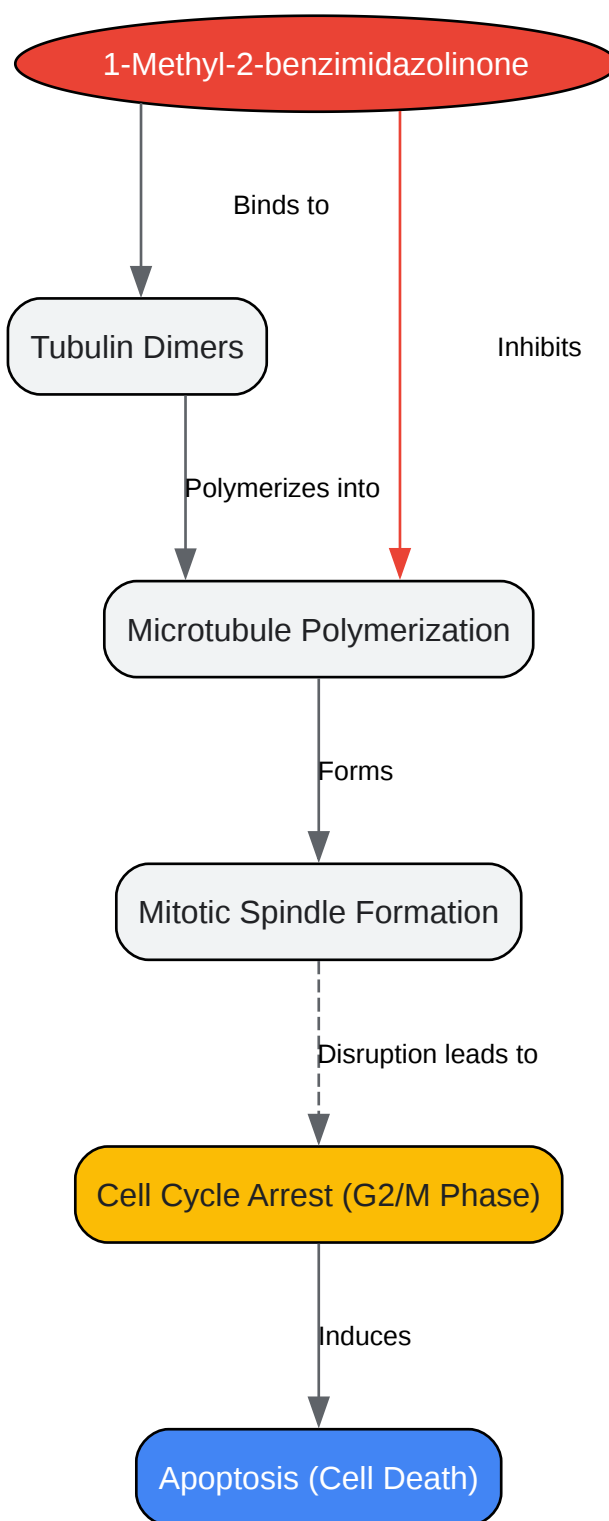 1-Methyl-2-benzimidazolinone
Binds to
Tubulin Dimers
Inhibits
Polymerizes into
Microtubule Polymerization
Forms
Mitotic Spindle Formation
Disruption leads to
Cell Cycle Arrest (G2/M Phase)
Induces
Apoptosis (Cell Death)